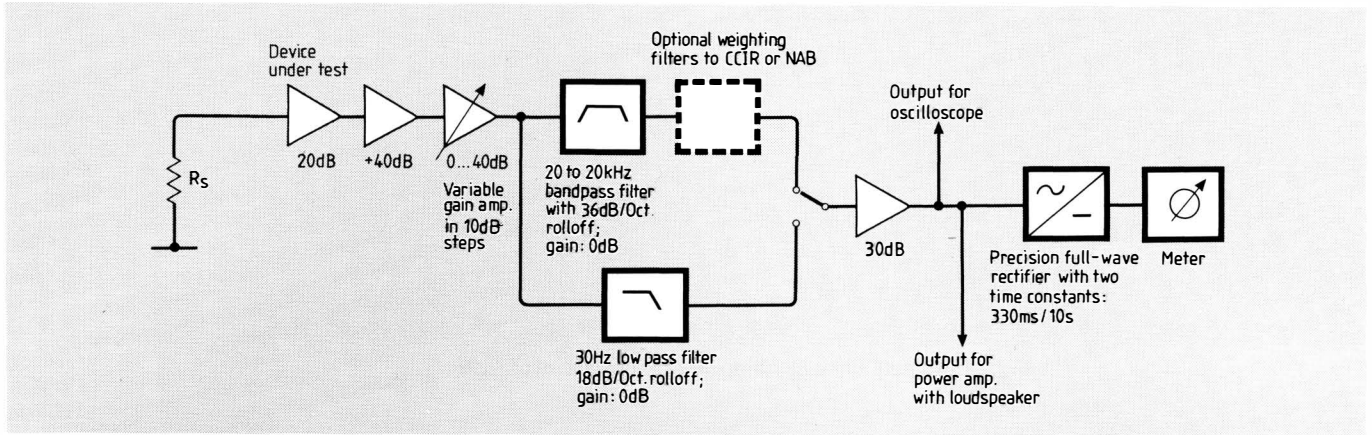 Device
under test
20dB
+40dB
0...40dB
Variable
gain amp.
in 10dB
steps
RS
20 to 20kHz
bandpass filter
with 36dB/Oct.
rolloff;
gain: 0dB
Optional weighting
filters to CCIR or NAB
30Hz low pass filter
18dB/Oct. rolloff;
gain: 0dB
30dB
Output for
oscilloscope
Output for
power amp.
with loudspeaker
Precision full-wave
rectifier with two
time constants:
330ms/10s
Meter